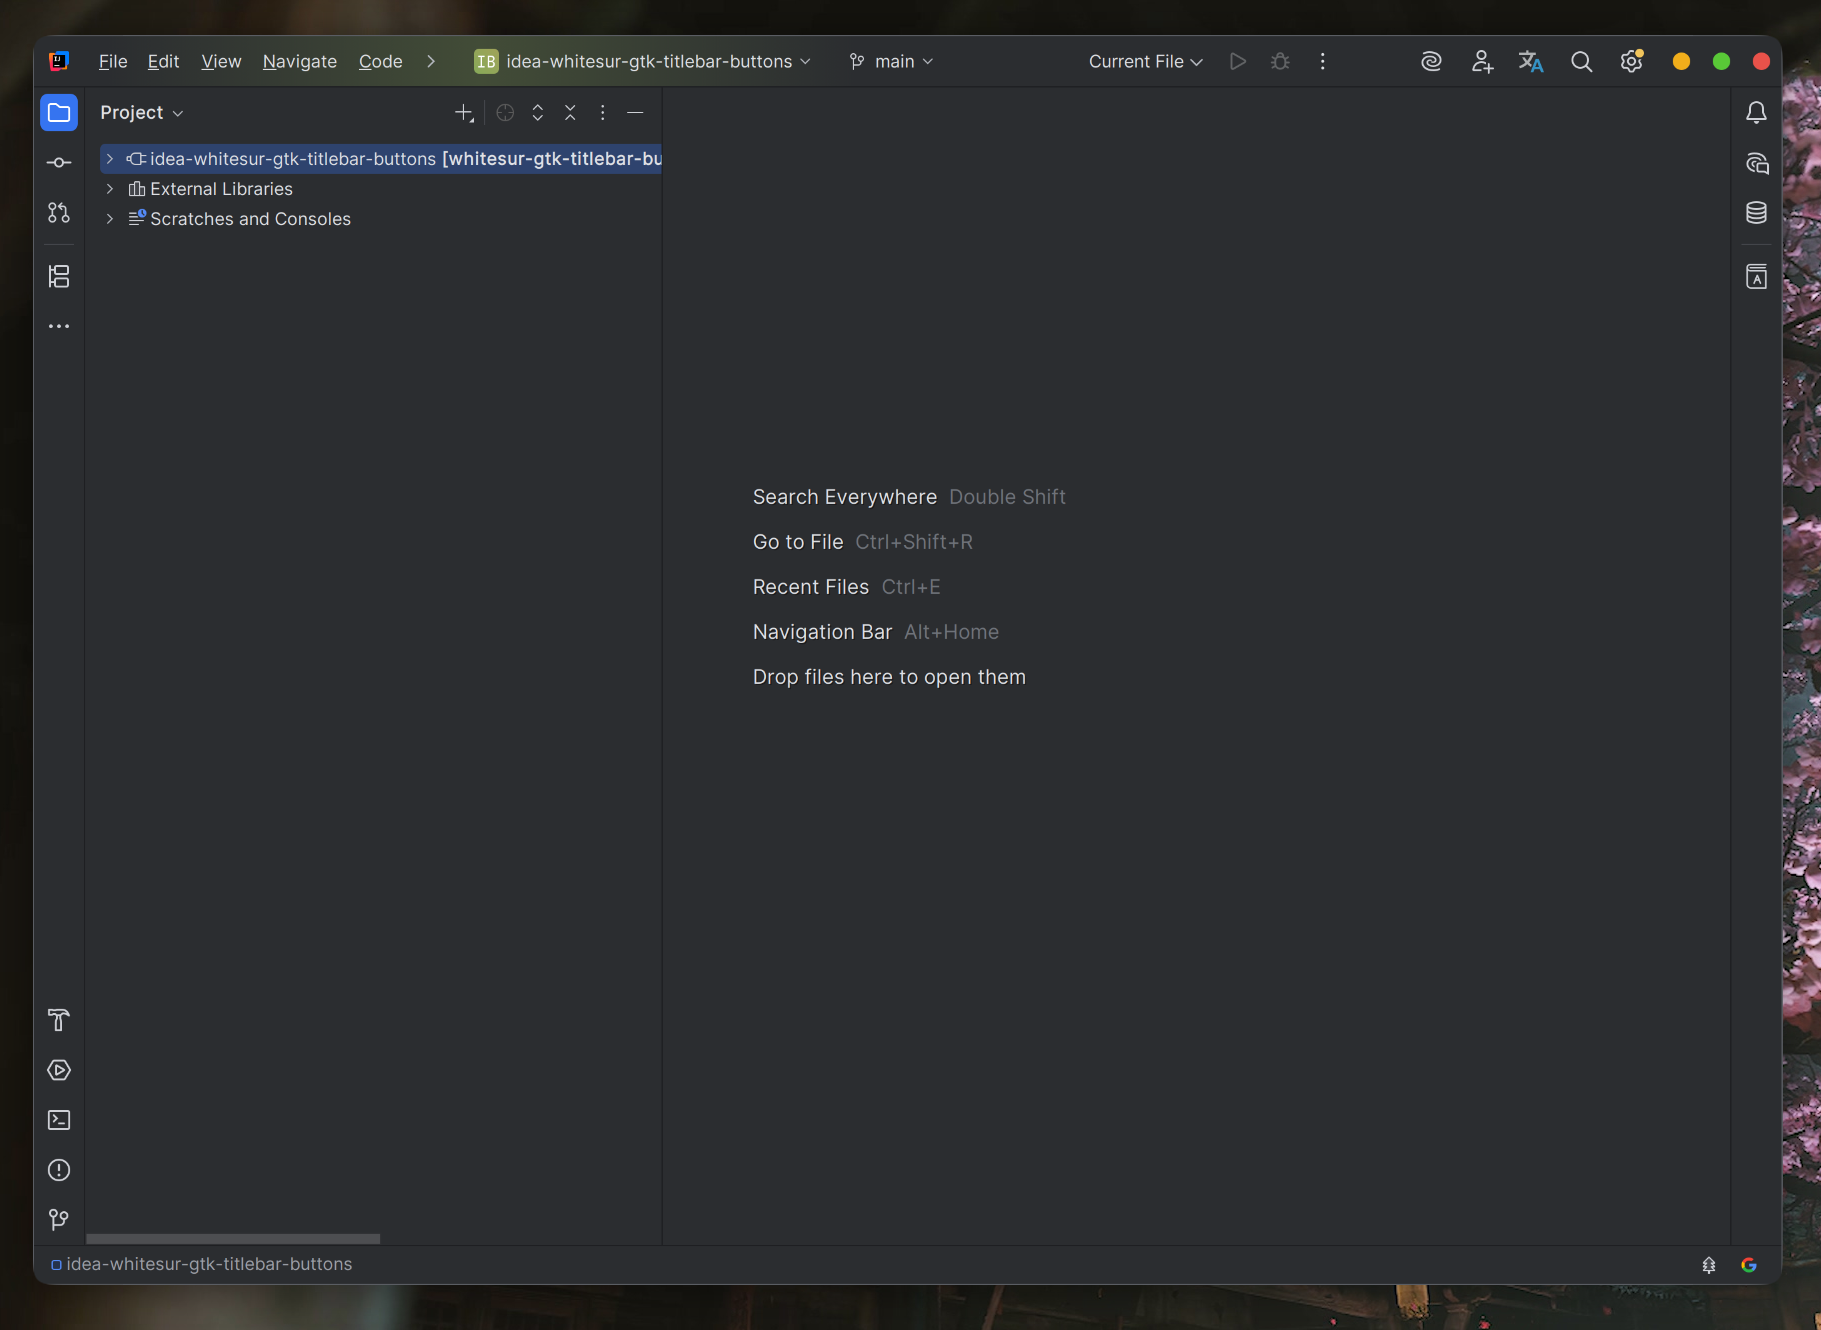 File Edit View Navigate Code IB idea-whitesur-gtk-titlebar-buttons main Current File
Project
idea-whitesur-gtk-titlebar-buttons [whitesur-gtk-titlebar-bu
External Libraries
Scratches and Consoles
Search Everywhere Double Shift
Go to File Ctrl+Shift+R
Recent Files Ctrl+E
Navigation Bar Alt+Home
Drop files here to open them
idea-whitesur-gtk-titlebar-buttons